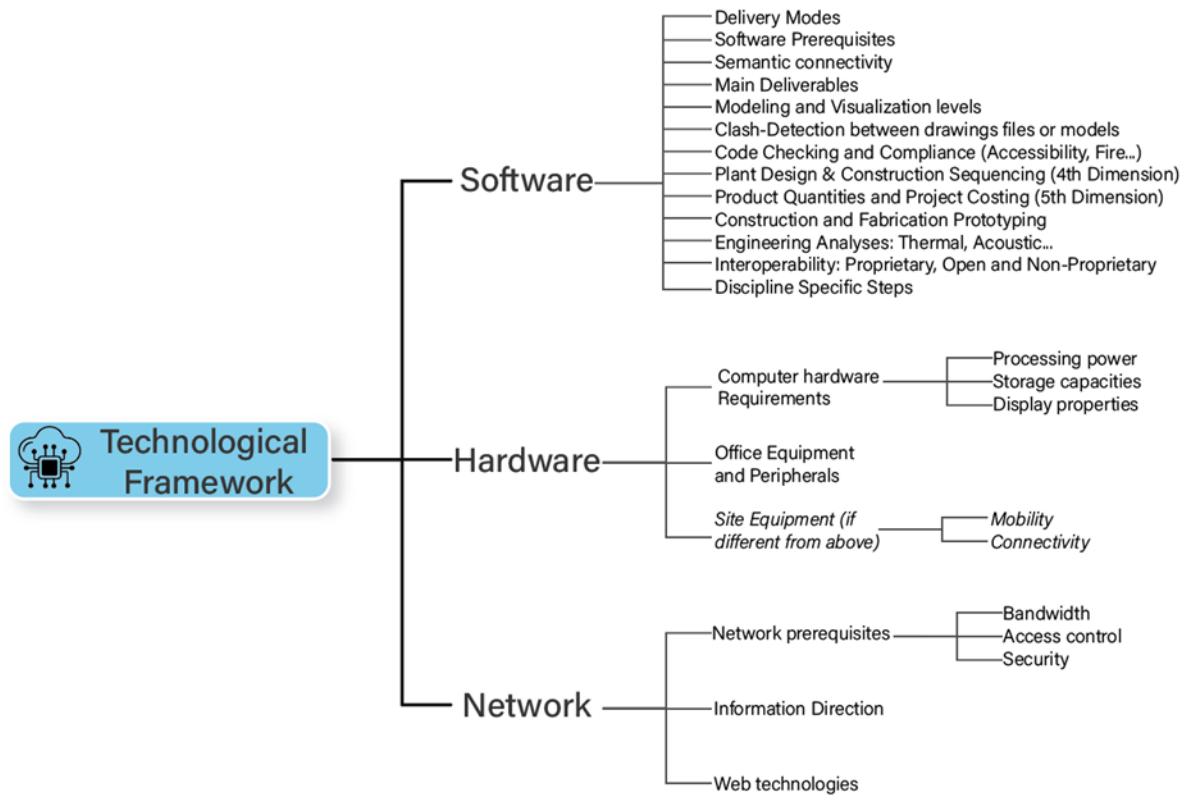 Technological
Framework
Software
Delivery Modes
Software Prerequisites
Semantic connectivity
Main Deliverables
Modeling and Visualization levels
Clash-Detection between drawings files or models
Code Checking and Compliance (Accessibility, Fire...)
Plant Design & Construction Sequencing (4th Dimension)
Product Quantities and Project Costing (5th Dimension)
Construction and Fabrication Prototyping
Engineering Analyses: Thermal, Acoustic...
Interoperability: Proprietary, Open and Non-Proprietary
Discipline Specific Steps
Hardware
Computer hardware
Requirements
Processing power
Storage capacities
Display properties
Office Equipment
and Peripherals
Site Equipment (if
different from above)
Mobility
Connectivity
Network
Network prerequisites
Bandwidth
Access control
Security
Information Direction
Web technologies